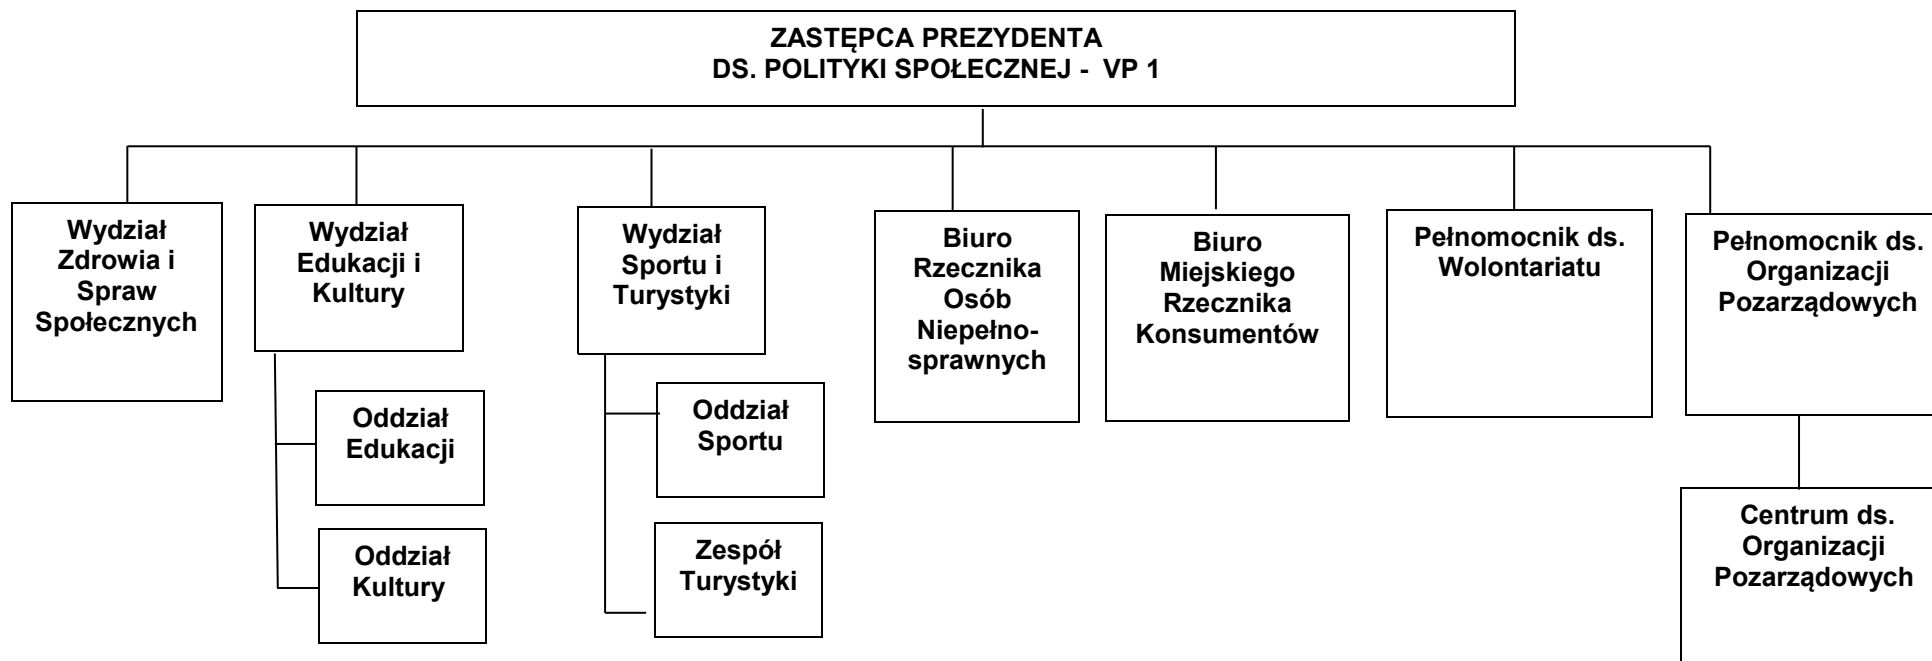 ZASTĘPCA PREZYDENTA
DS. POLITYKI SPOŁECZNEJ - VP 1
Wydział
Zdrowia i
Spraw
Społecznych
Wydział
Edukacji i
Kultury
Wydział
Sportu i
Turystyki
Biuro
Rzecznika
Osób
Niepełno-
sprawnych
Biuro
Miejskiego
Rzecznika
Konsumentów
Pełnomocnik ds.
Wolontariatu
Pełnomocnik ds.
Organizacji
Pozarządowych
Oddział
Edukacji
Oddział
Sportu
Oddział
Kultury
Zespół
Turystyki
Centrum ds.
Organizacji
Pozarządowych